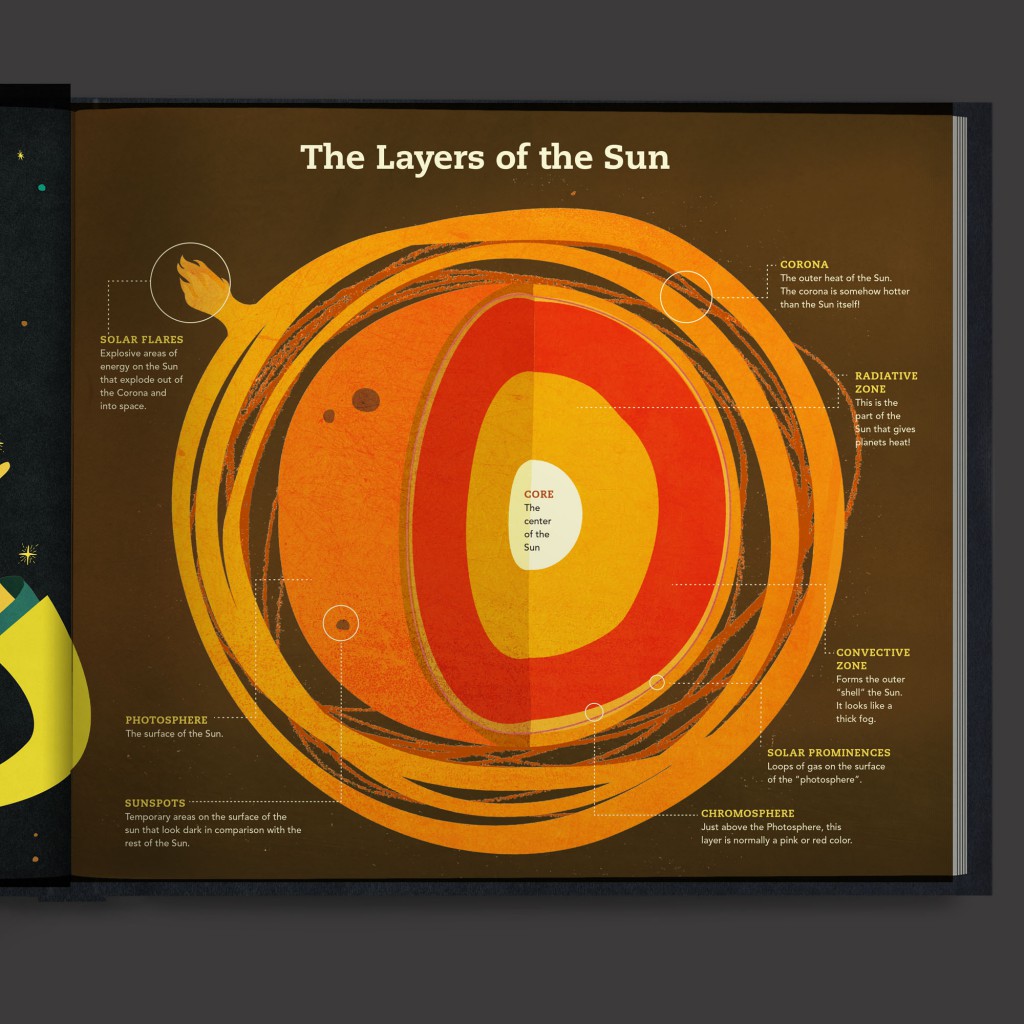 The Layers of the Sun
CORONA
The outer heat of the Sun.
The corona is somehow hotter
than the Sun itself!
SOLAR FLARES
Explosive areas of
energy on the Sun
that explode out of
the Corona and
into space.
RADIATIVE
ZONE
This is the
part of the
Sun that gives
planets heat!
CORE
The
center
of the
Sun
CONVECTIVE
ZONE
Forms the outer
"shell" the Sun.
It looks like a
thick fog.
PHOTOSPHERE
The surface of the Sun.
SOLAR PROMINENCES
Loops of gas on the surface
of the "photosphere".
SUNSPOTS
Temporary areas on the surface of the
sun that look dark in comparison with the
rest of the Sun.
CHROMOSPHERE
Just above the Photosphere, this
layer is normally a pink or red color.